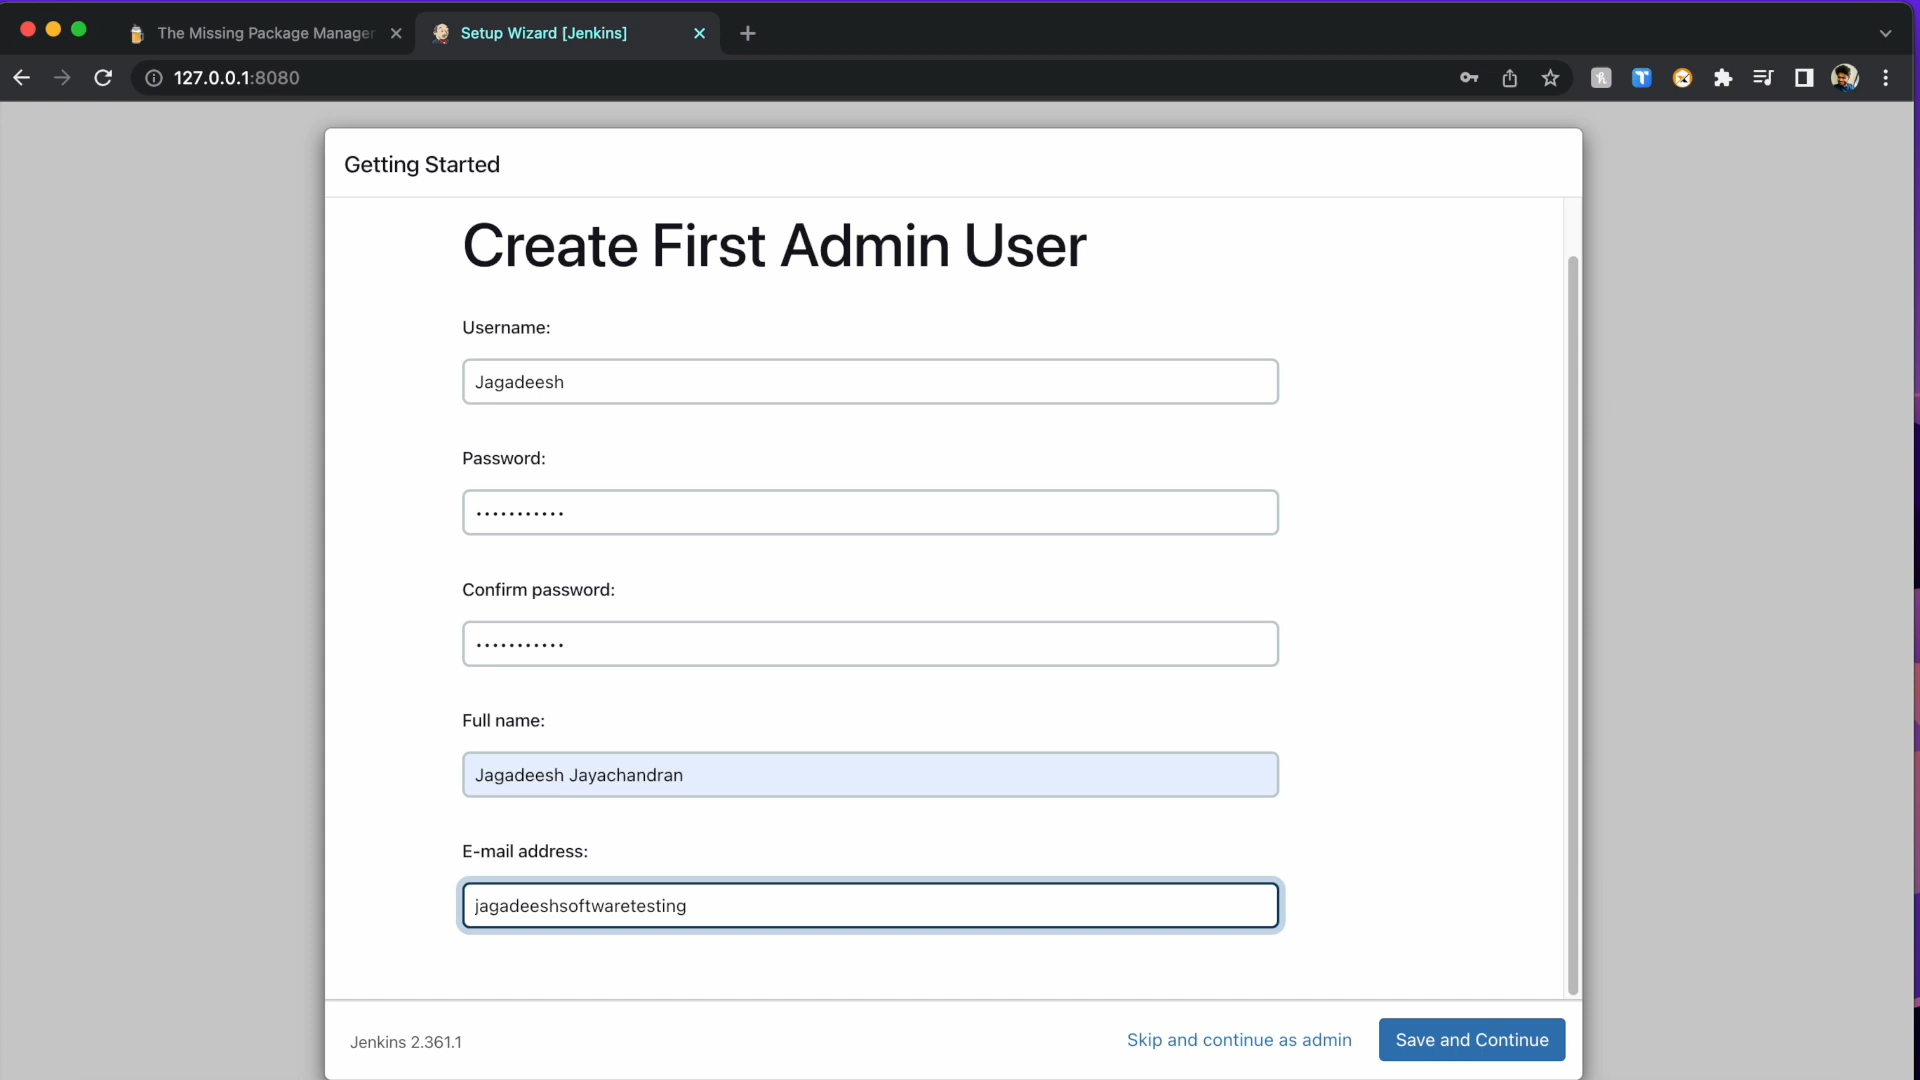 The Missing Package Manager
Setup Wizard [Jenkins]
127.0.0.1:8080
Getting Started
Create First Admin User
Username:
Jagadeesh
Password:
•••••••••••
Confirm password:
•••••••••••
Full name:
Jagadeesh Jayachandran
E-mail address:
jagadeeshsoftwaretesting
Jenkins 2.361.1
Skip and continue as admin
Save and Continue